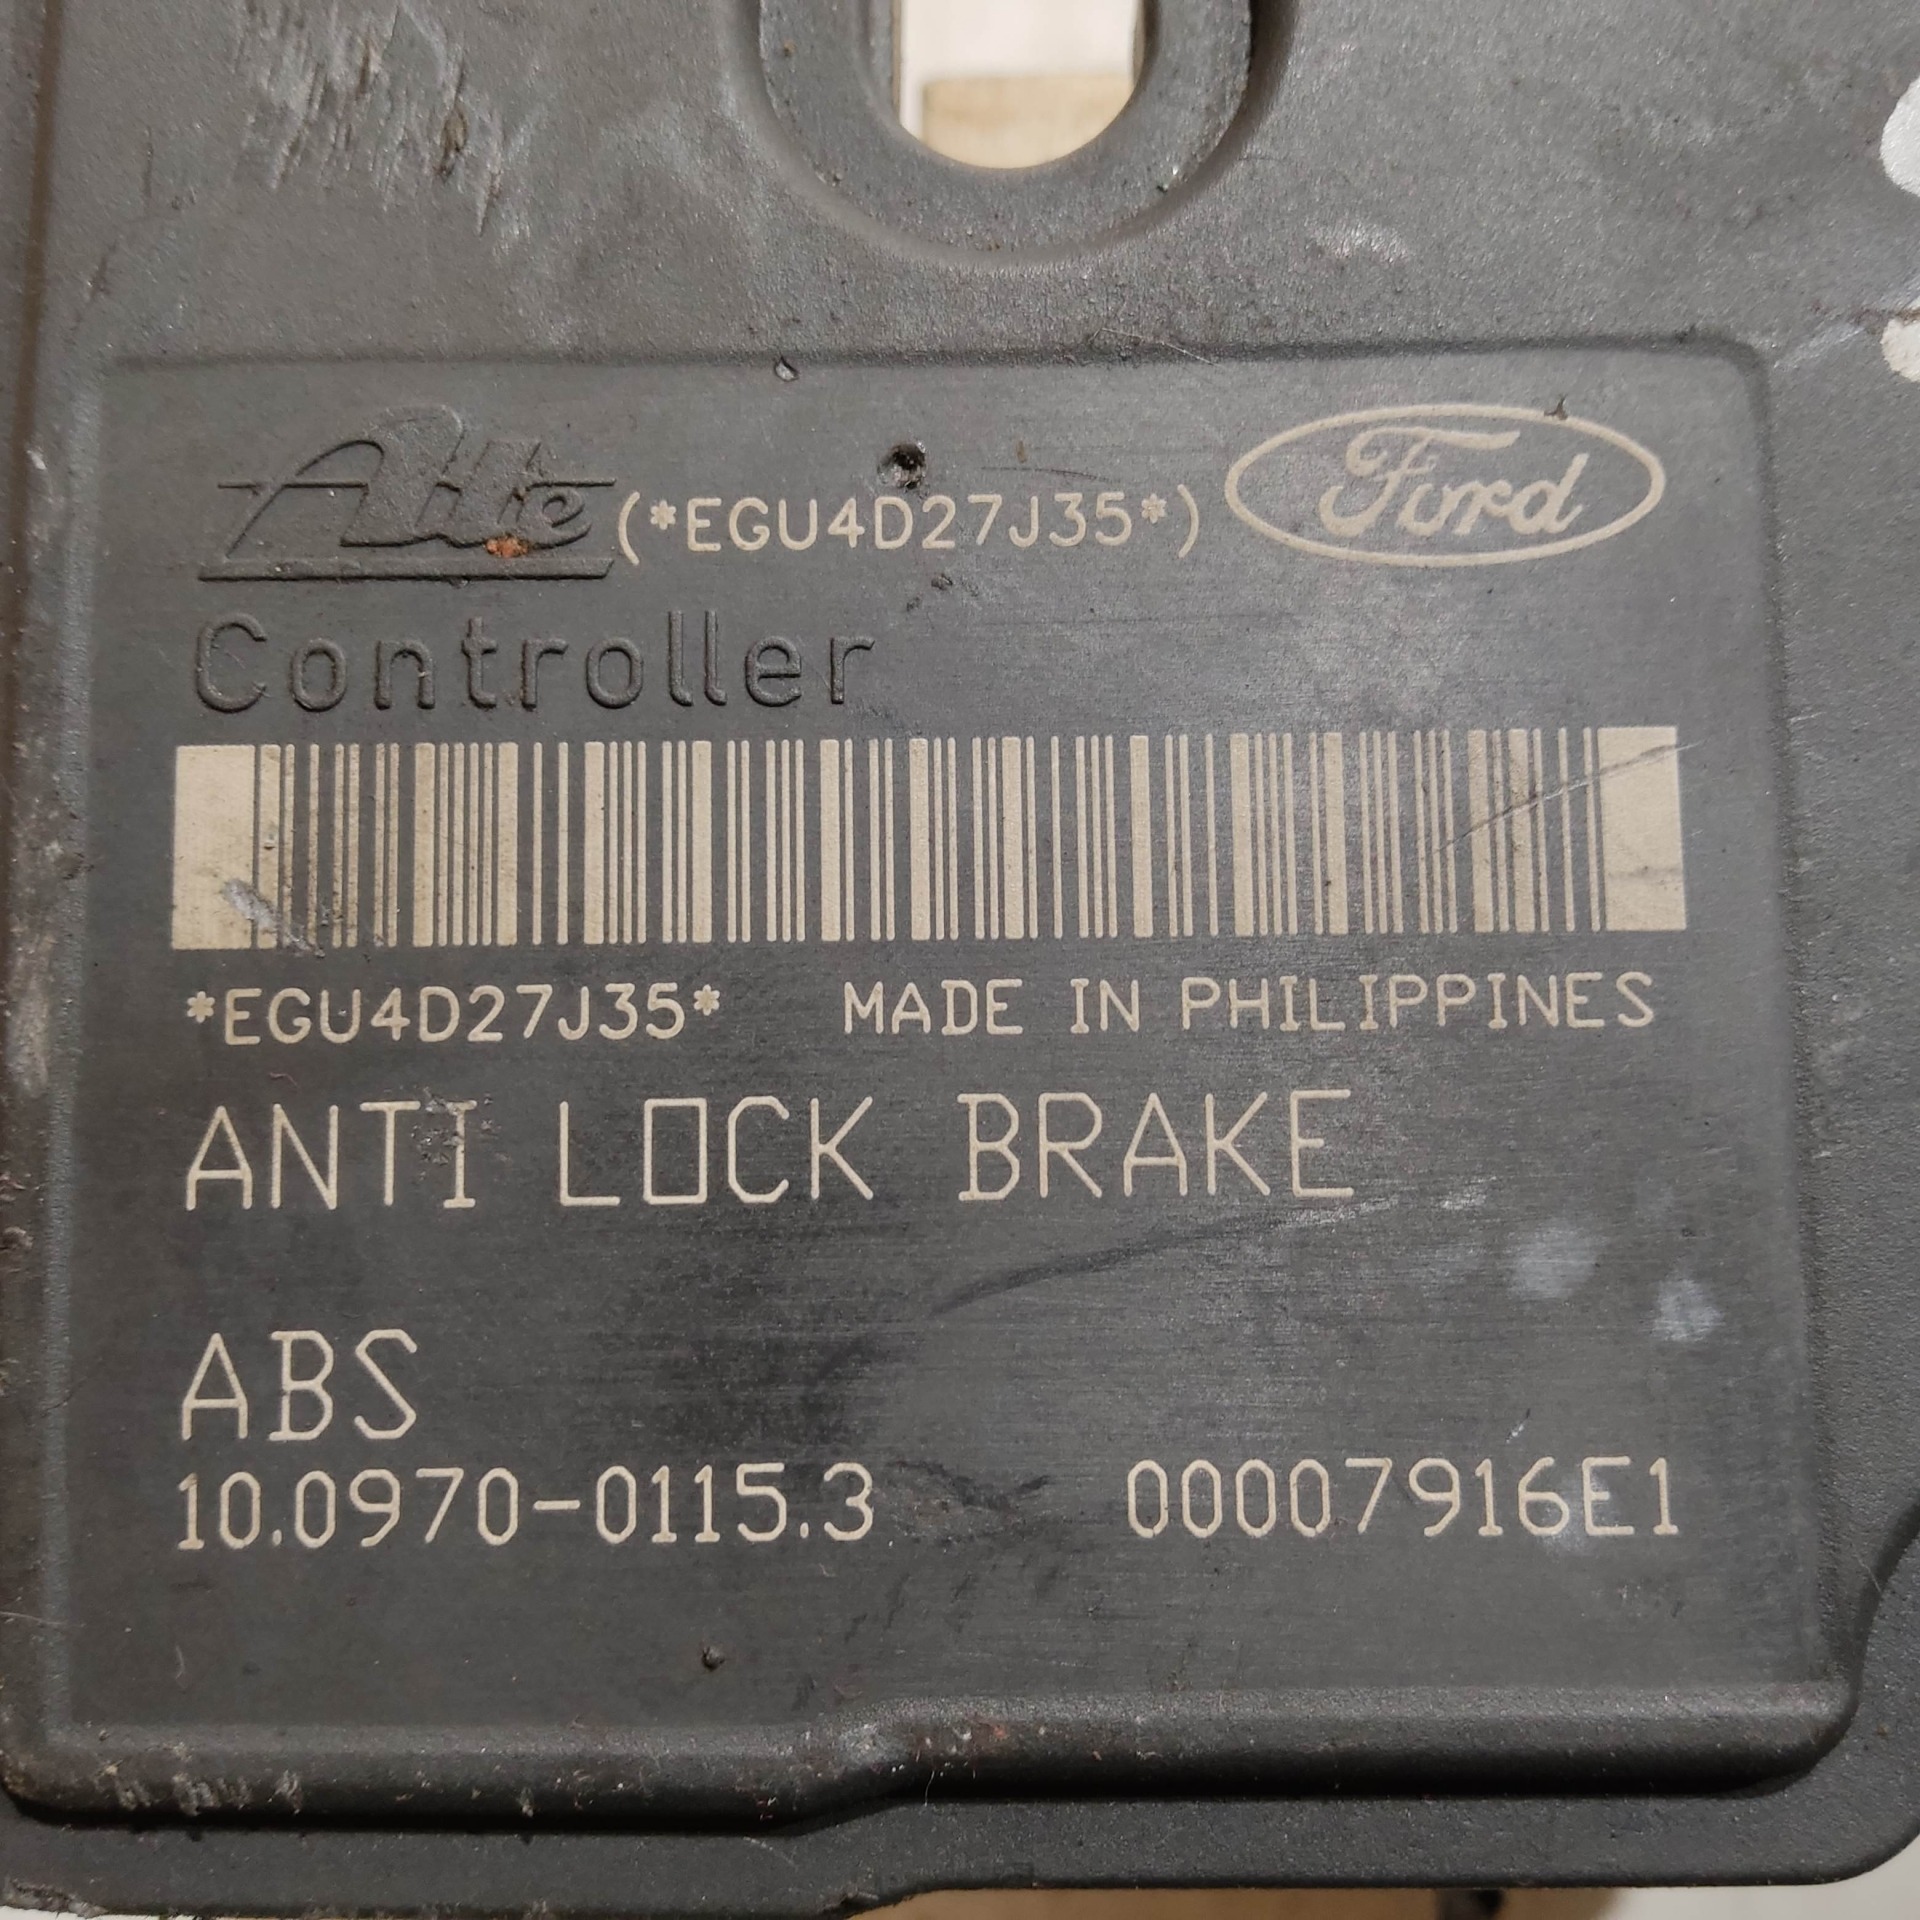 Ate (*EGU4D27J35*) Ford
Controller
*EGU4D27J35* MADE IN PHILIPPINES
ANTI LOCK BRAKE
ABS
10.0970-0115.3 00007916E1